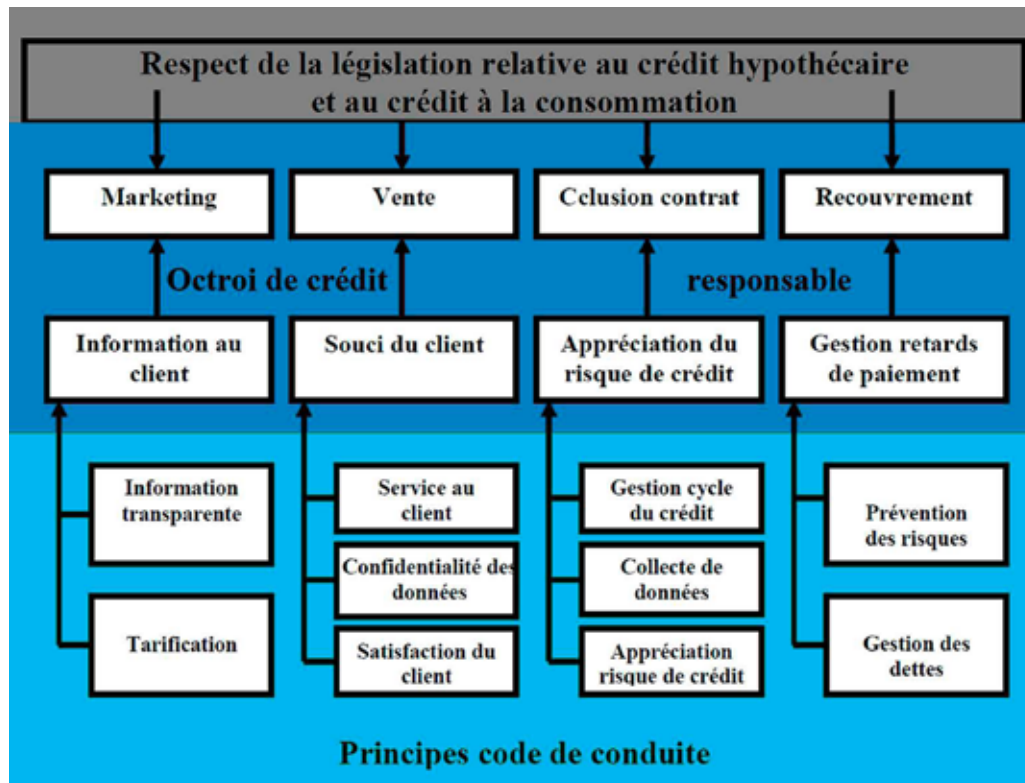 Respect de la législation relative au crédit hypothécaire
et au crédit à la consommation
Marketing
Vente
Cclusion contrat
Recouvrement
Octroi de crédit
responsable
Information au
client
Souci du client
Appréciation du
risque de crédit
Gestion retards
de paiement
Information
transparente
Tarification
Service au
client
Confidentialité des
données
Satisfaction du
client
Gestion cycle
du crédit
Collecte de
données
Appréciation
risque de crédit
Prévention
des risques
Gestion des
dettes
Principes code de conduite